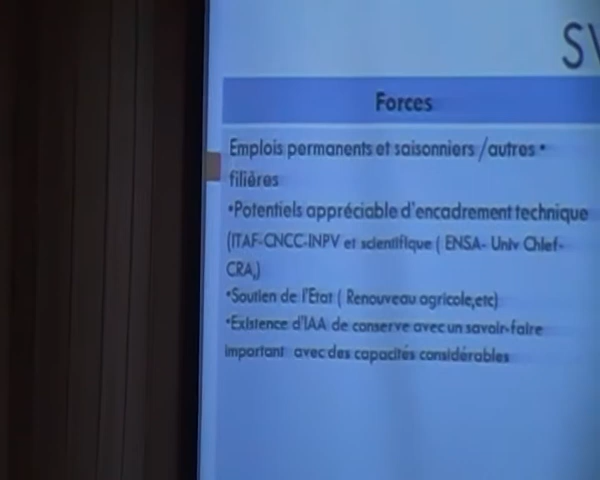 SV
Forces
Emplois permanents et saisonniers /autres •
filières
•Potentiels appréciable d'encadrement technique
(ITAF-CNCC-INPV et scientifique ( ENSA- Univ Chlef-
CRA,)
•Soutien de l'Etat ( Renouveau agricole,etc)
•Existence d'IAA de conserve avec un savoir-faire
important avec des capacités considérables